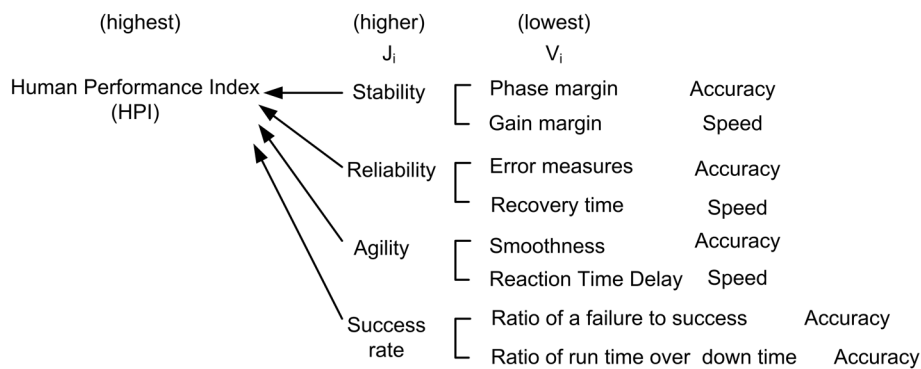 (highest) (higher) (lowest)
Ji Vi
Human Performance Index
(HPI)
Stability
Phase margin Accuracy
Gain margin Speed
Reliability
Error measures Accuracy
Recovery time Speed
Agility
Smoothness Accuracy
Reaction Time Delay Speed
Success
rate
Ratio of a failure to success Accuracy
Ratio of run time over down time Accuracy